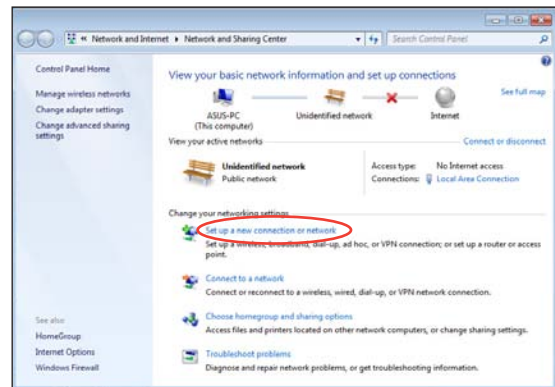 « Network and Internet ▸ Network and Sharing Center
Search Control Panel
Control Panel Home
Manage wireless networks
Change adapter settings
Change advanced sharing
settings
See also
HomeGroup
Internet Options
Windows Firewall
View your basic network information and set up connections
See full map
ASUS-PC
(This computer)
Unidentified network
Internet
View your active networks
Connect or disconnect
Unidentified network
Public network
Access type: No Internet access
Connections: Local Area Connection
Change your networking settings
Set up a new connection or network
Set up a wireless, broadband, dial-up, ad hoc, or VPN connection; or set up a router or access
point.
Connect to a network
Connect or reconnect to a wireless, wired, dial-up, or VPN network connection.
Choose homegroup and sharing options
Access files and printers located on other network computers, or change sharing settings.
Troubleshoot problems
Diagnose and repair network problems, or get troubleshooting information.